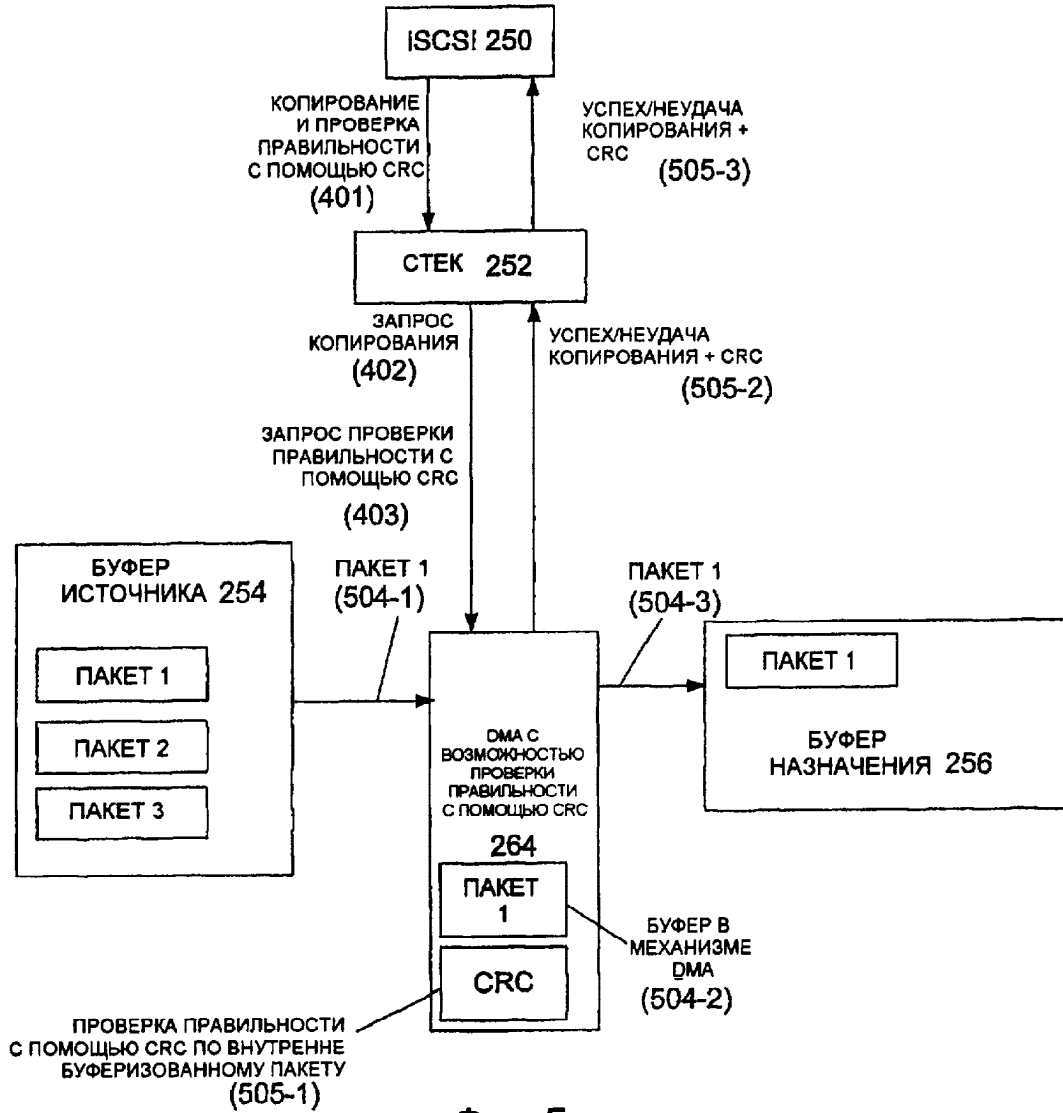 ISCSI 250
КОПИРОВАНИЕ
И ПРОВЕРКА
ПРАВИЛЬНОСТИ
С ПОМОЩЬЮ CRC
(401)
УСПЕХ/НЕУДАЧА
КОПИРОВАНИЯ +
CRC
(505-3)
СТЕК 252
ЗАПРОС
КОПИРОВАНИЯ
(402)
УСПЕХ/НЕУДАЧА
КОПИРОВАНИЯ + CRC
(505-2)
ЗАПРОС ПРОВЕРКИ
ПРАВИЛЬНОСТИ С
ПОМОЩЬЮ CRC
(403)
БУФЕР
ИСТОЧНИКА 254
ПАКЕТ 1
ПАКЕТ 2
ПАКЕТ 3
ПАКЕТ 1
(504-1)
ПАКЕТ 1
(504-3)
DMA С
ВОЗМОЖНОСТЬЮ
ПРОВЕРКИ
ПРАВИЛЬНОСТИ
С ПОМОЩЬЮ CRC
264
ПАКЕТ
1
CRC
ПАКЕТ 1
БУФЕР
НАЗНАЧЕНИЯ 256
БУФЕР В
МЕХАНИЗМЕ
DMA
(504-2)
ПРОВЕРКА ПРАВИЛЬНОСТИ
С ПОМОЩЬЮ CRC ПО ВНУТРЕННЕ
БУФЕРИЗОВАННОМУ ПАКЕТУ
(505-1)